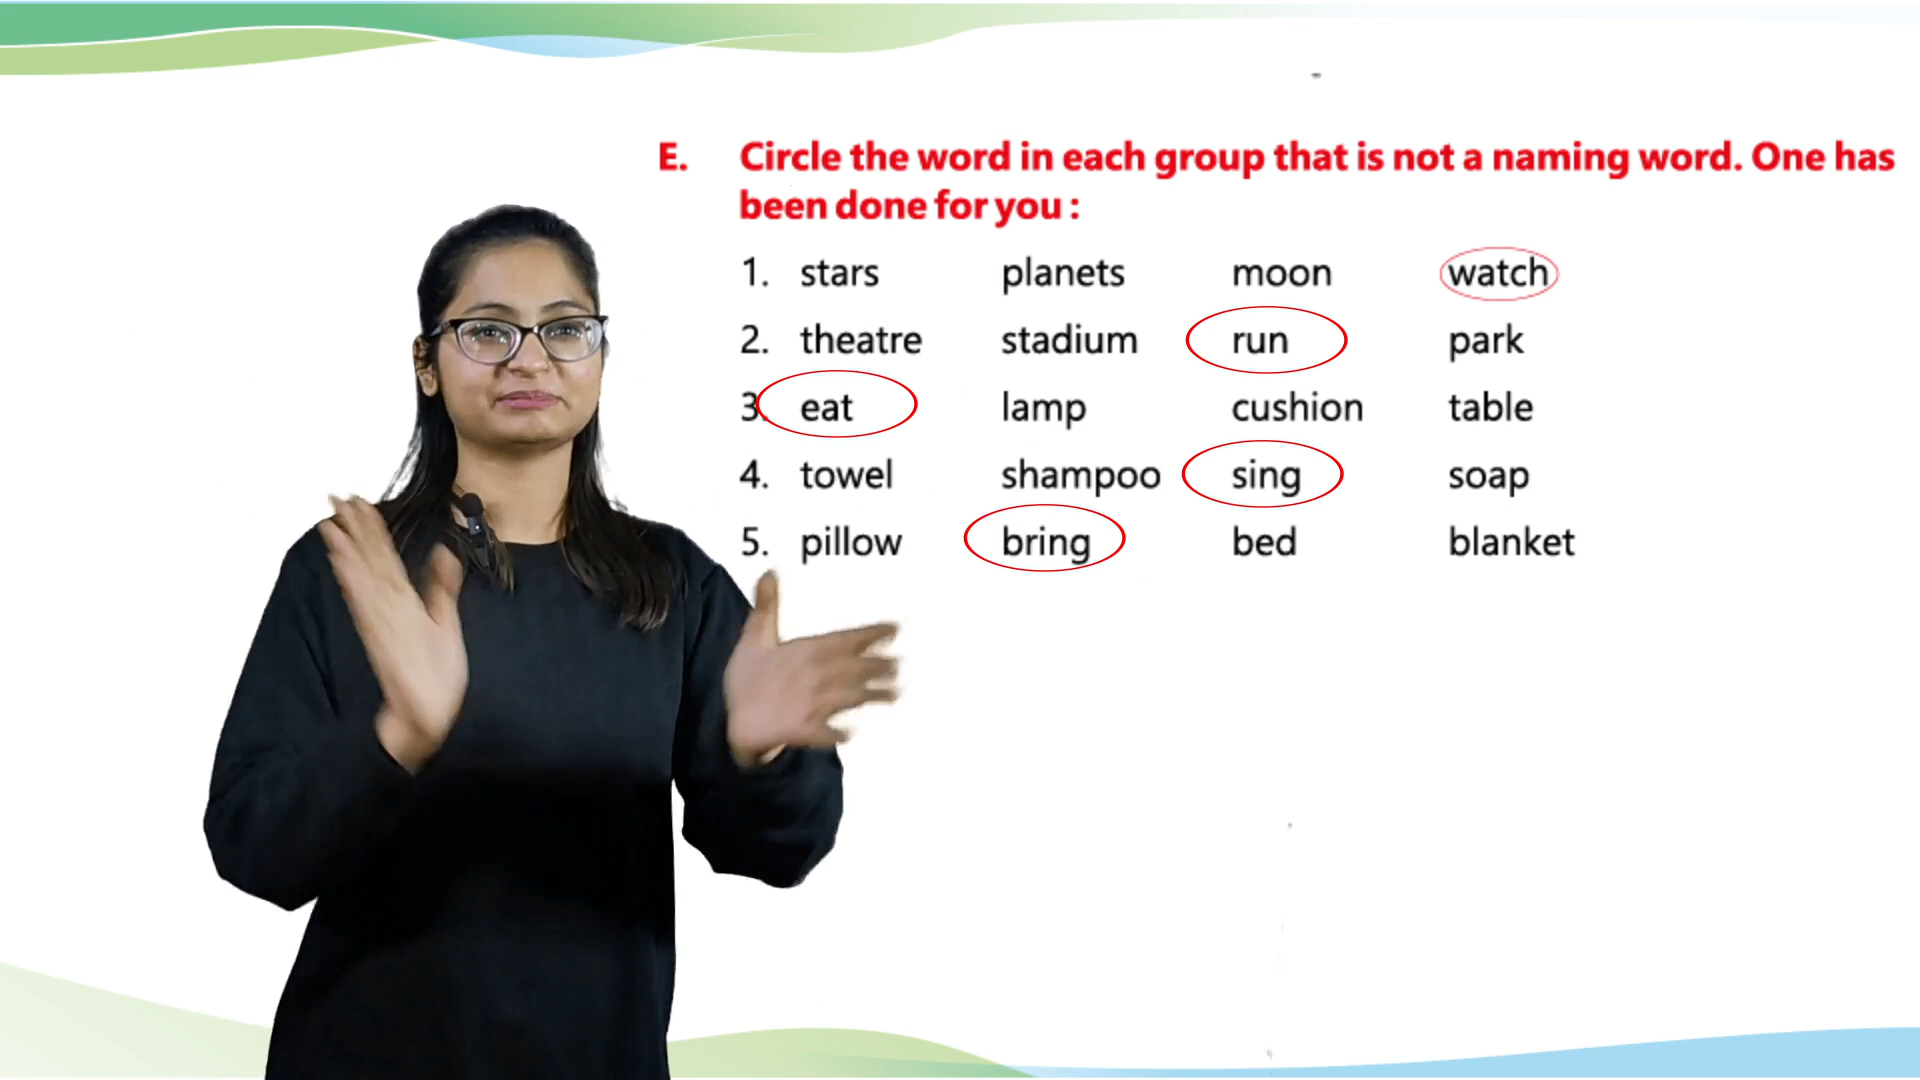 E. Circle the word in each group that is not a naming word. One has
been done for you :
1. stars planets moon watch
2. theatre stadium run park
3. eat lamp cushion table
4. towel shampoo sing soap
5. pillow bring bed blanket